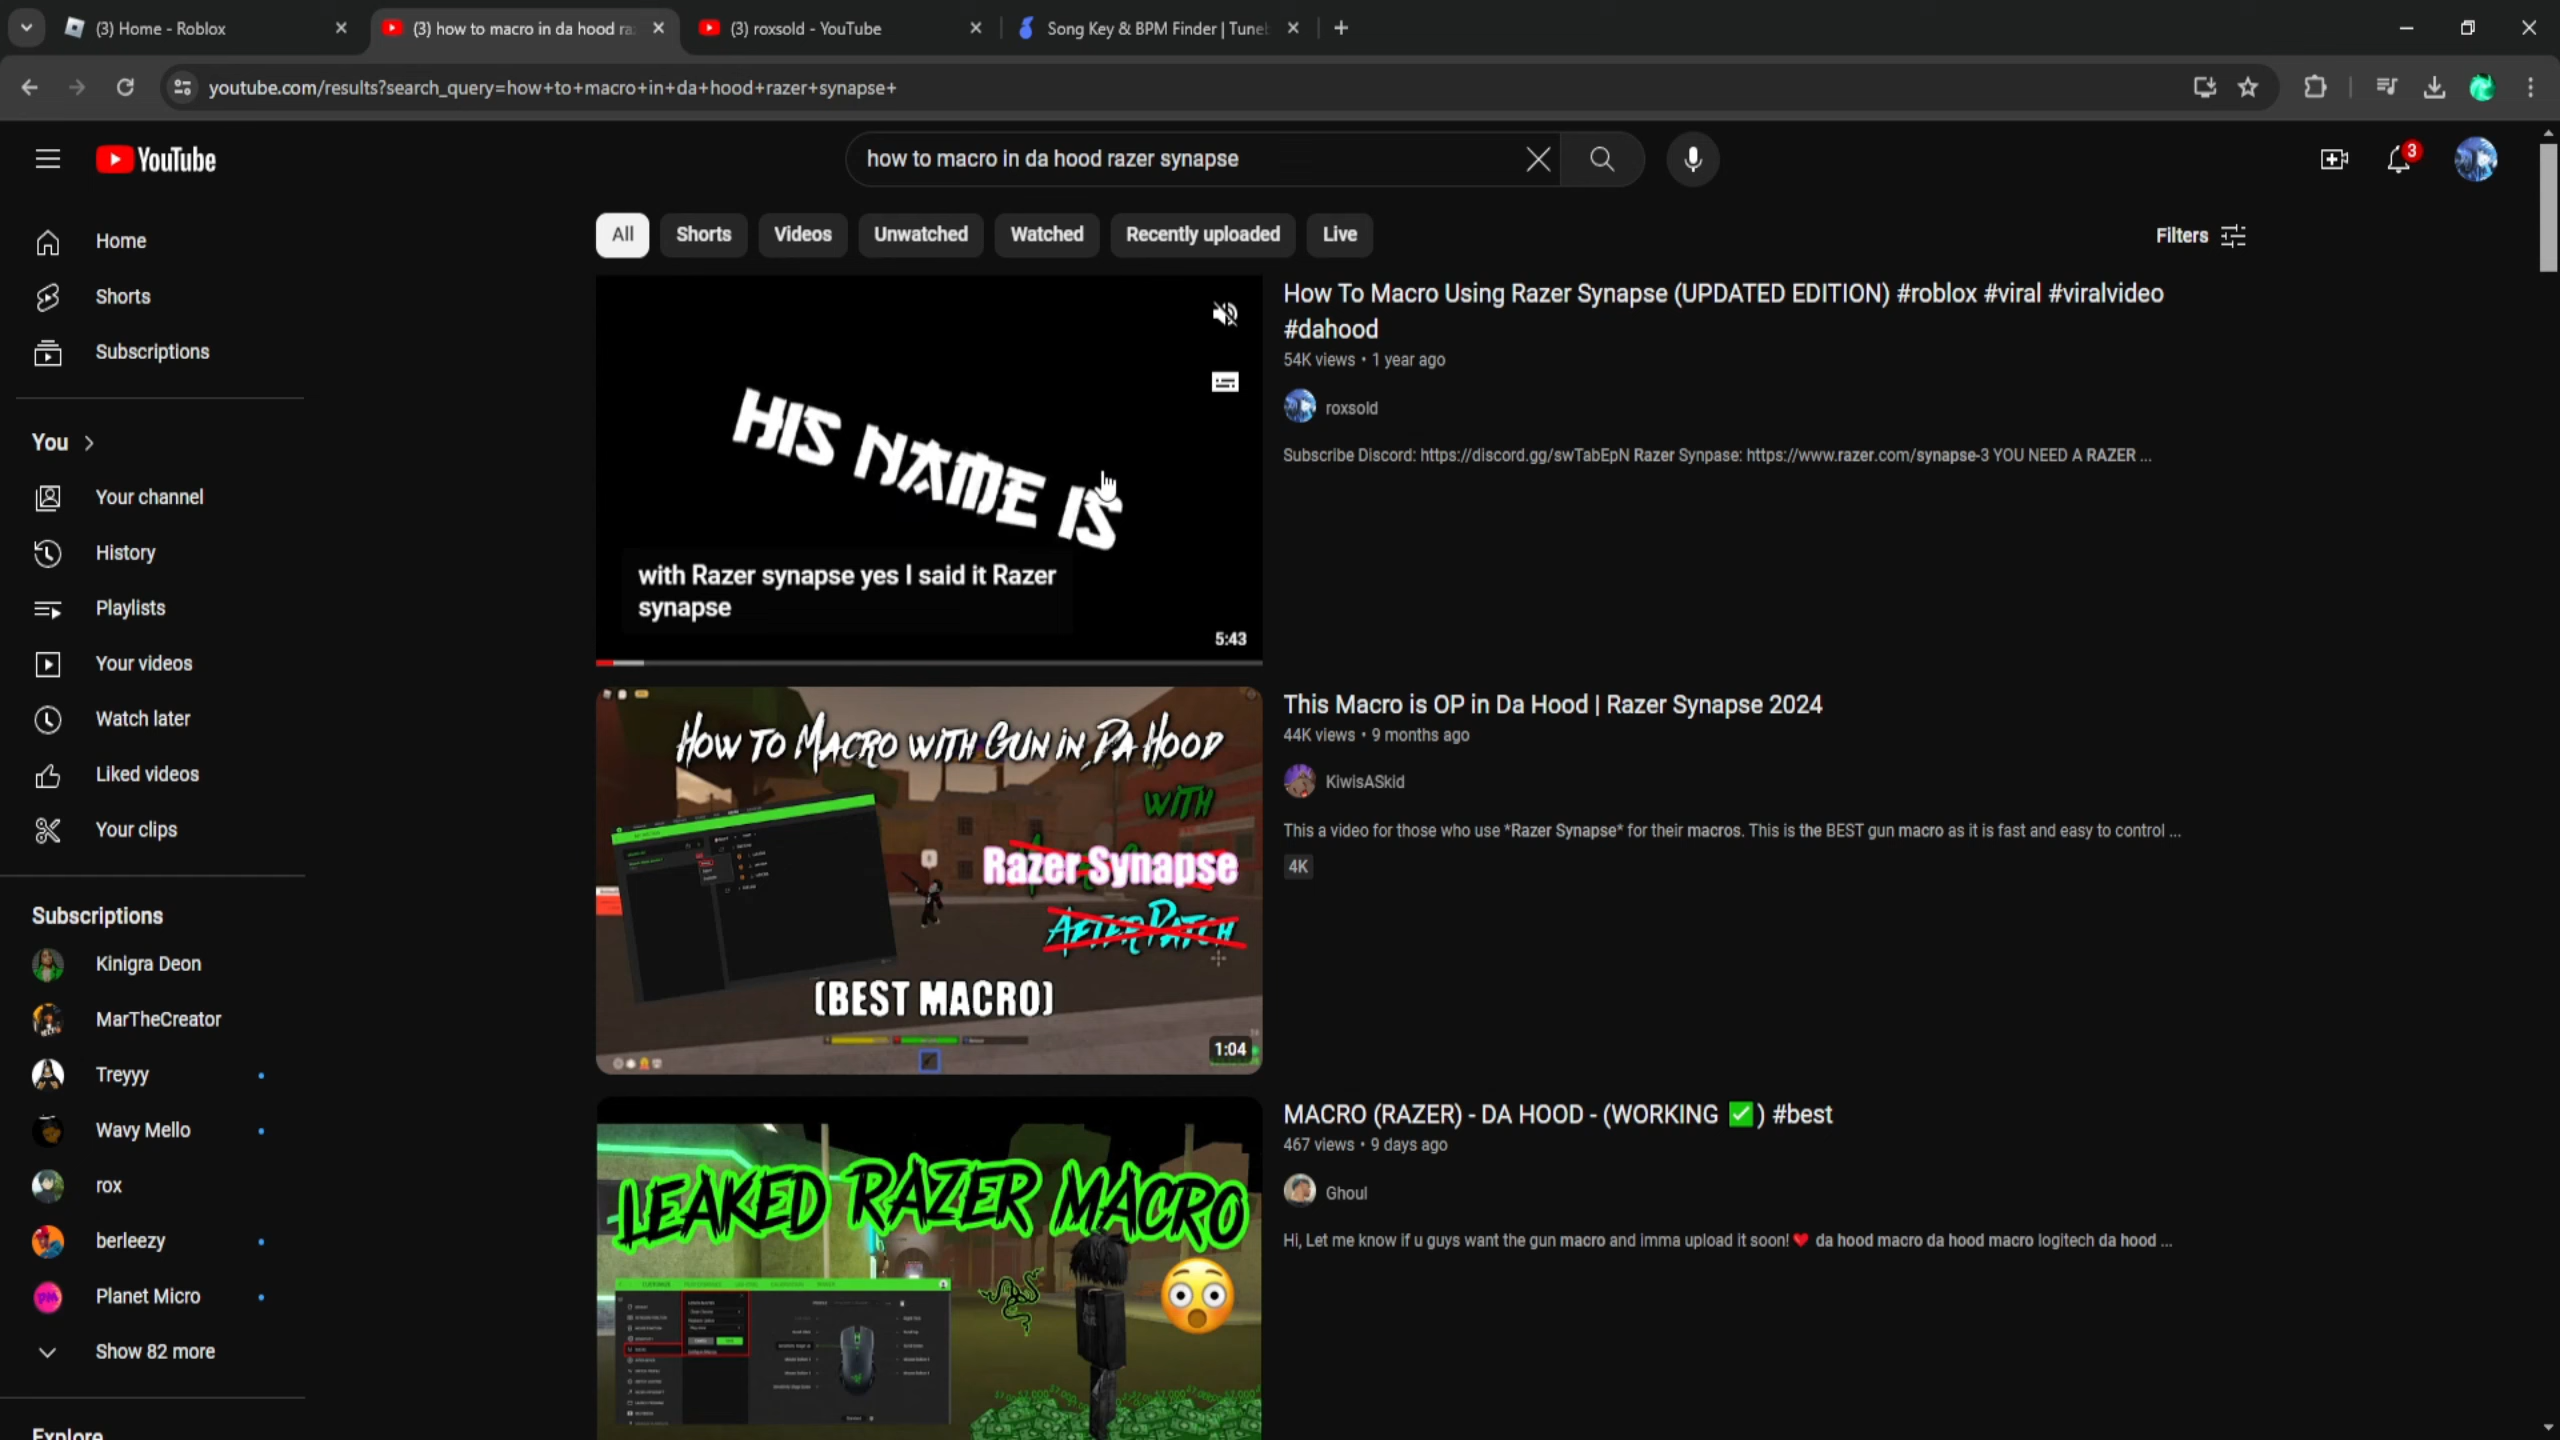 (3) Home - Roblox
(3) how to macro in da hood ra
(3) roxsold - YouTube
Song Key & BPM Finder | Tune
youtube.com/results?search_query=how+to+macro+in+da+hood+razer+synapse+
YouTube
how to macro in da hood razer synapse
3
Home
Shorts
Subscriptions
You
Your channel
History
Playlists
Your videos
Watch later
Liked videos
Your clips
Subscriptions
Kinigra Deon
MarTheCreator
Treyyy
Wavy Mello
rox
berleezy
PM
Planet Micro
Show 82 more
Explore
All
Shorts
Videos
Unwatched
Watched
Recently uploaded
Live
Filters
HIS NAME IS
with Razer synapse yes I said it Razer
synapse
5:43
How To Macro Using Razer Synapse (UPDATED EDITION) #roblox #viral #viralvideo
#dahood
54K views • 1 year ago
roxsold
Subscribe Discord: https://discord.gg/swTabEpN Razer Synpase: https://www.razer.com/synapse-3 YOU NEED A RAZER ...
How to Macro with Gun in Da Hood
with
Razer Synapse
After Patch
(BEST MACRO)
1:04
This Macro is OP in Da Hood | Razer Synapse 2024
44K views • 9 months ago
KiwisASkid
This a video for those who use *Razer Synapse* for their macros. This is the BEST gun macro as it is fast and easy to control ...
4K
LEAKED RAZER MACRO
MACRO (RAZER) - DA HOOD - (WORKING ✅) #best
467 views • 9 days ago
Ghoul
Hi, Let me know if u guys want the gun macro and imma upload it soon! ❤ da hood macro da hood macro logitech da hood ...